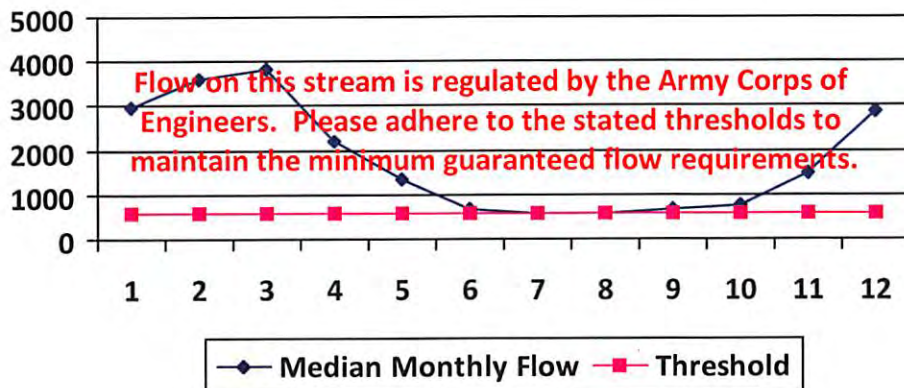 5000
4000
3000
2000
1000
0
Flow on this stream is regulated by the Army Corps of
Engineers. Please adhere to the stated thresholds to
maintain the minimum guaranteed flow requirements.
1 2 3 4 5 6 7 8 9 10 11 12
Median Monthly Flow Threshold